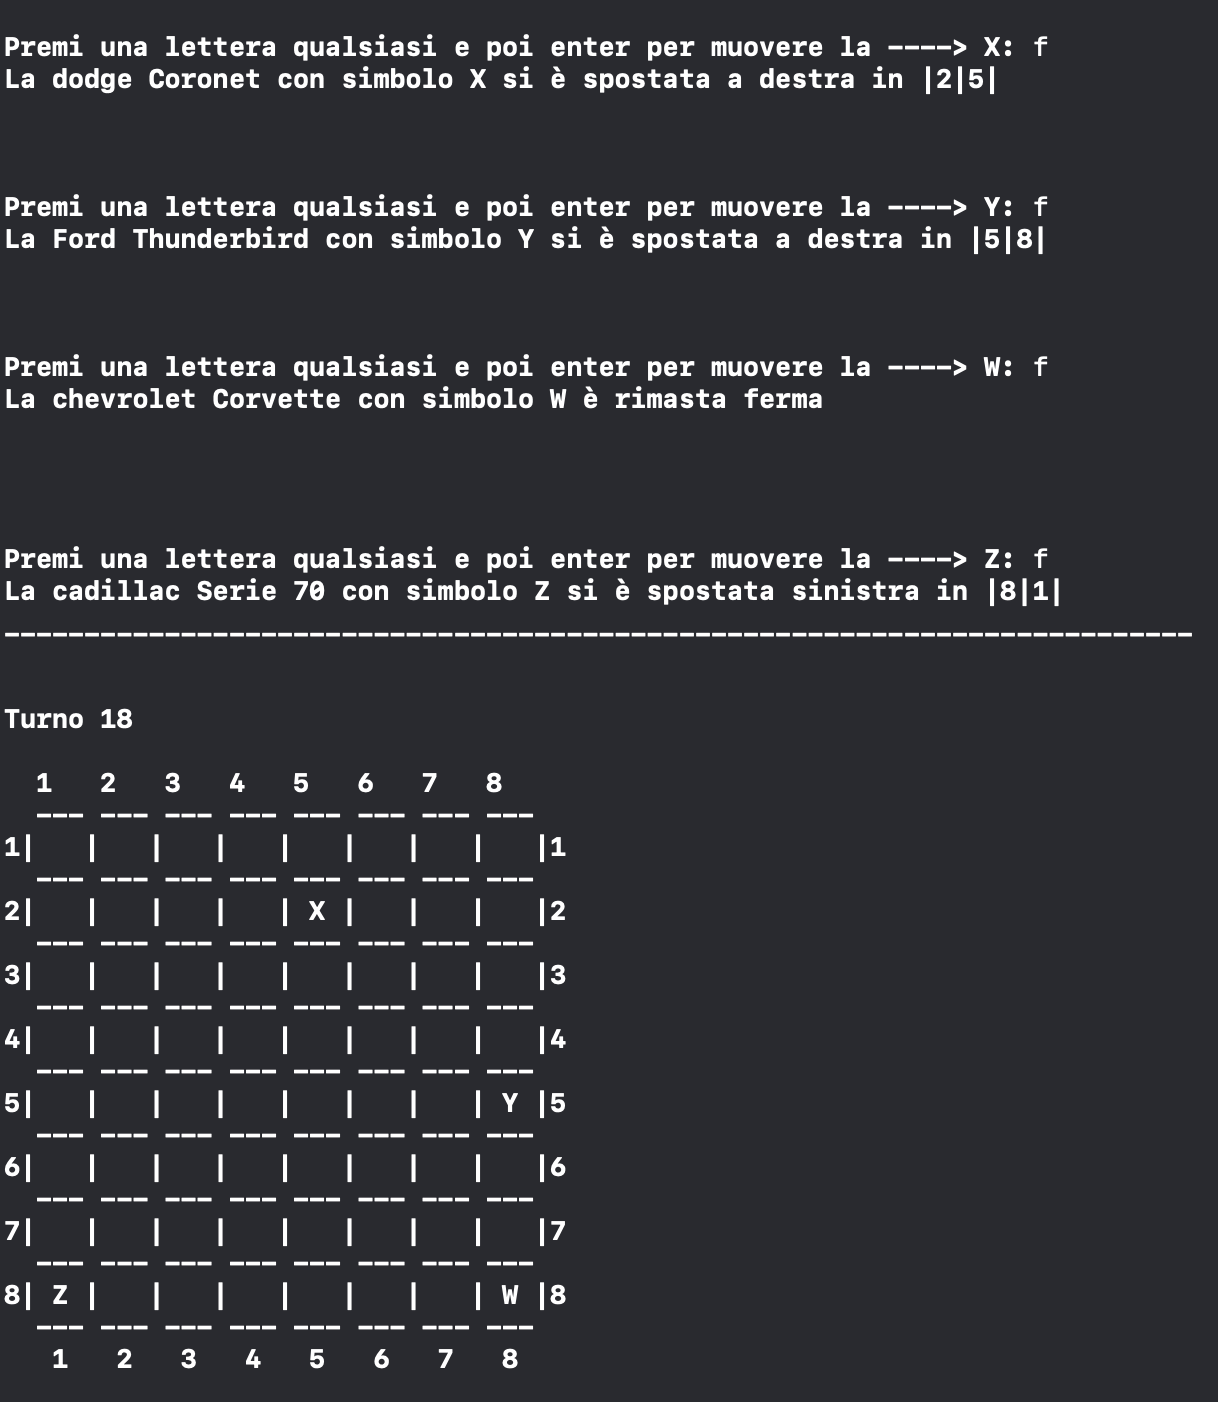 Premi una lettera qualsiasi e poi enter per muovere la ----> X: f
La dodge Coronet con simbolo X si è spostata a destra in |2|5|
Premi una lettera qualsiasi e poi enter per muovere la ----> Y: f
La Ford Thunderbird con simbolo Y si è spostata a destra in |5|8|
Premi una lettera qualsiasi e poi enter per muovere la ----> W: f
La chevrolet Corvette con simbolo W è rimasta ferma
Premi una lettera qualsiasi e poi enter per muovere la ----> Z: f
La cadillac Serie 70 con simbolo Z si è spostata sinistra in |8|1|
--------------------------------------------------------------------------
Turno 18
  1   2   3   4   5   6   7   8
  --- --- --- --- --- --- --- ---
1|   |   |   |   |   |   |   |   |1
  --- --- --- --- --- --- --- ---
2|   |   |   |   | X |   |   |   |2
  --- --- --- --- --- --- --- ---
3|   |   |   |   |   |   |   |   |3
  --- --- --- --- --- --- --- ---
4|   |   |   |   |   |   |   |   |4
  --- --- --- --- --- --- --- ---
5|   |   |   |   |   |   |   | Y |5
  --- --- --- --- --- --- --- ---
6|   |   |   |   |   |   |   |   |6
  --- --- --- --- --- --- --- ---
7|   |   |   |   |   |   |   |   |7
  --- --- --- --- --- --- --- ---
8| Z |   |   |   |   |   |   | W |8
  --- --- --- --- --- --- --- ---
   1   2   3   4   5   6   7   8